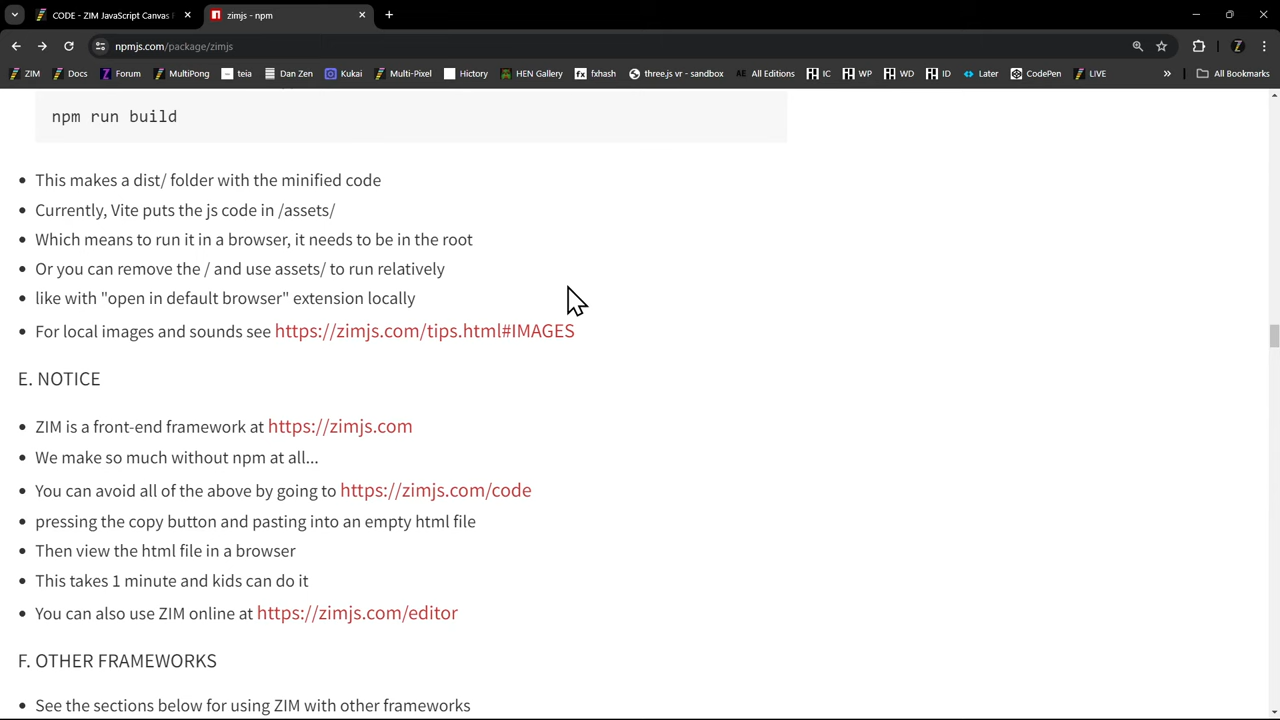 CODE - ZIM JavaScript Canvas
zimjs - npm
npmjs.com/package/zimjs
ZIM
Docs
Forum
MultiPong
teia
Dan Zen
Kukai
Multi-Pixel
Hictory
HEN Gallery
fxhash
three.js vr - sandbox
All Editions
IC
WP
WD
ID
Later
CodePen
LIVE
»
All Bookmarks
npm run build
• This makes a dist/ folder with the minified code
• Currently, Vite puts the js code in /assets/
• Which means to run it in a browser, it needs to be in the root
• Or you can remove the / and use assets/ to run relatively
• like with "open in default browser" extension locally
• For local images and sounds see https://zimjs.com/tips.html#IMAGES
E. NOTICE
• ZIM is a front-end framework at https://zimjs.com
• We make so much without npm at all...
• You can avoid all of the above by going to https://zimjs.com/code
• pressing the copy button and pasting into an empty html file
• Then view the html file in a browser
• This takes 1 minute and kids can do it
• You can also use ZIM online at https://zimjs.com/editor
F. OTHER FRAMEWORKS
• See the sections below for using ZIM with other frameworks